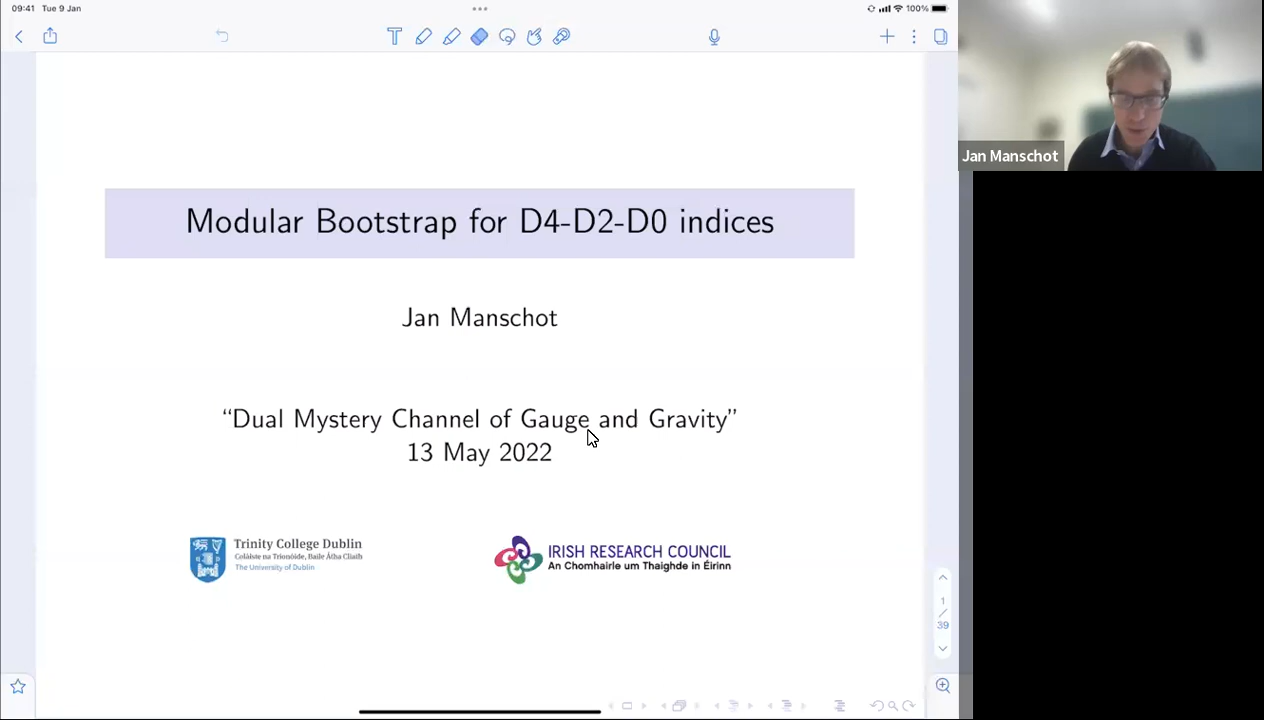 09:41 Tue 9 Jan
100%
Jan Manschot
Modular Bootstrap for D4-D2-D0 indices
Jan Manschot
“Dual Mystery Channel of Gauge and Gravity”
13 May 2022
Trinity College Dublin
Coláiste na Tríonóide, Baile Átha Cliath
The University of Dublin
IRISH RESEARCH COUNCIL
An Chomhairle um Thaighde in Éirinn
1
/
39